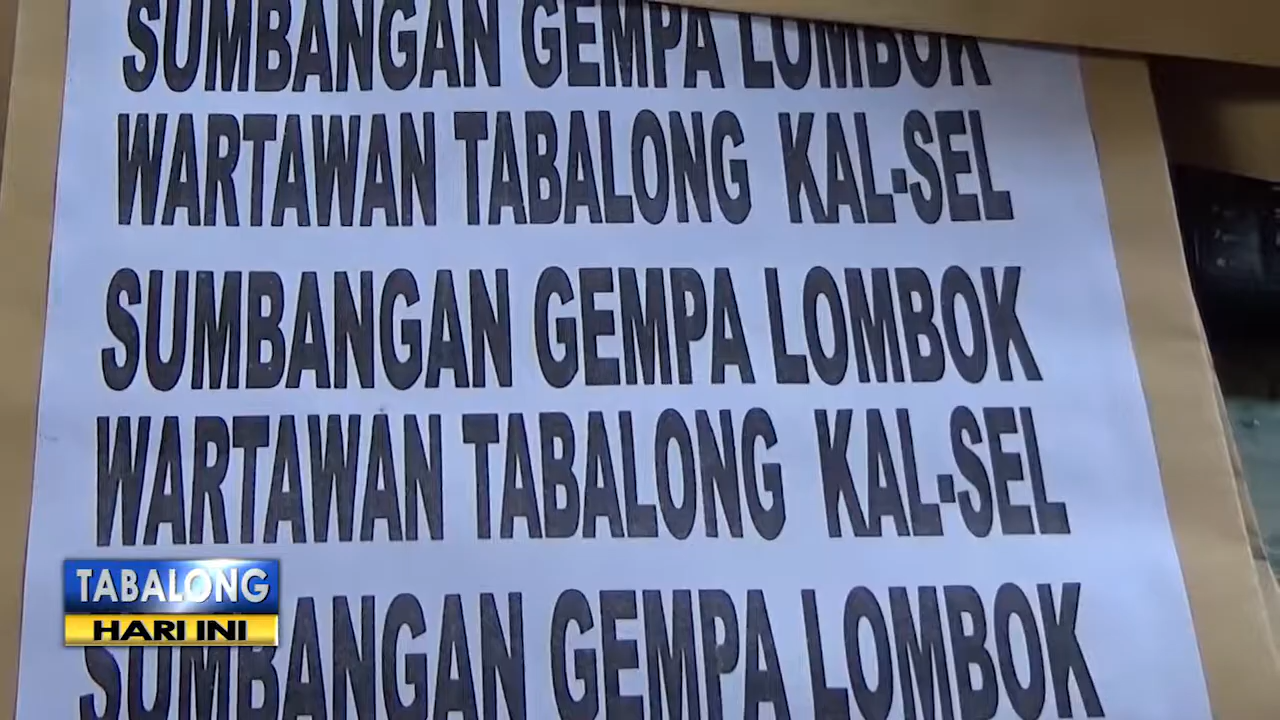 SUMBANGAN GEMPA LOMBOK
WARTAWAN TABALONG KAL-SEL
SUMBANGAN GEMPA LOMBOK
WARTAWAN TABALONG KAL-SEL
TABALONG
HARI INI
SUMBANGAN GEMPA LOMBOK